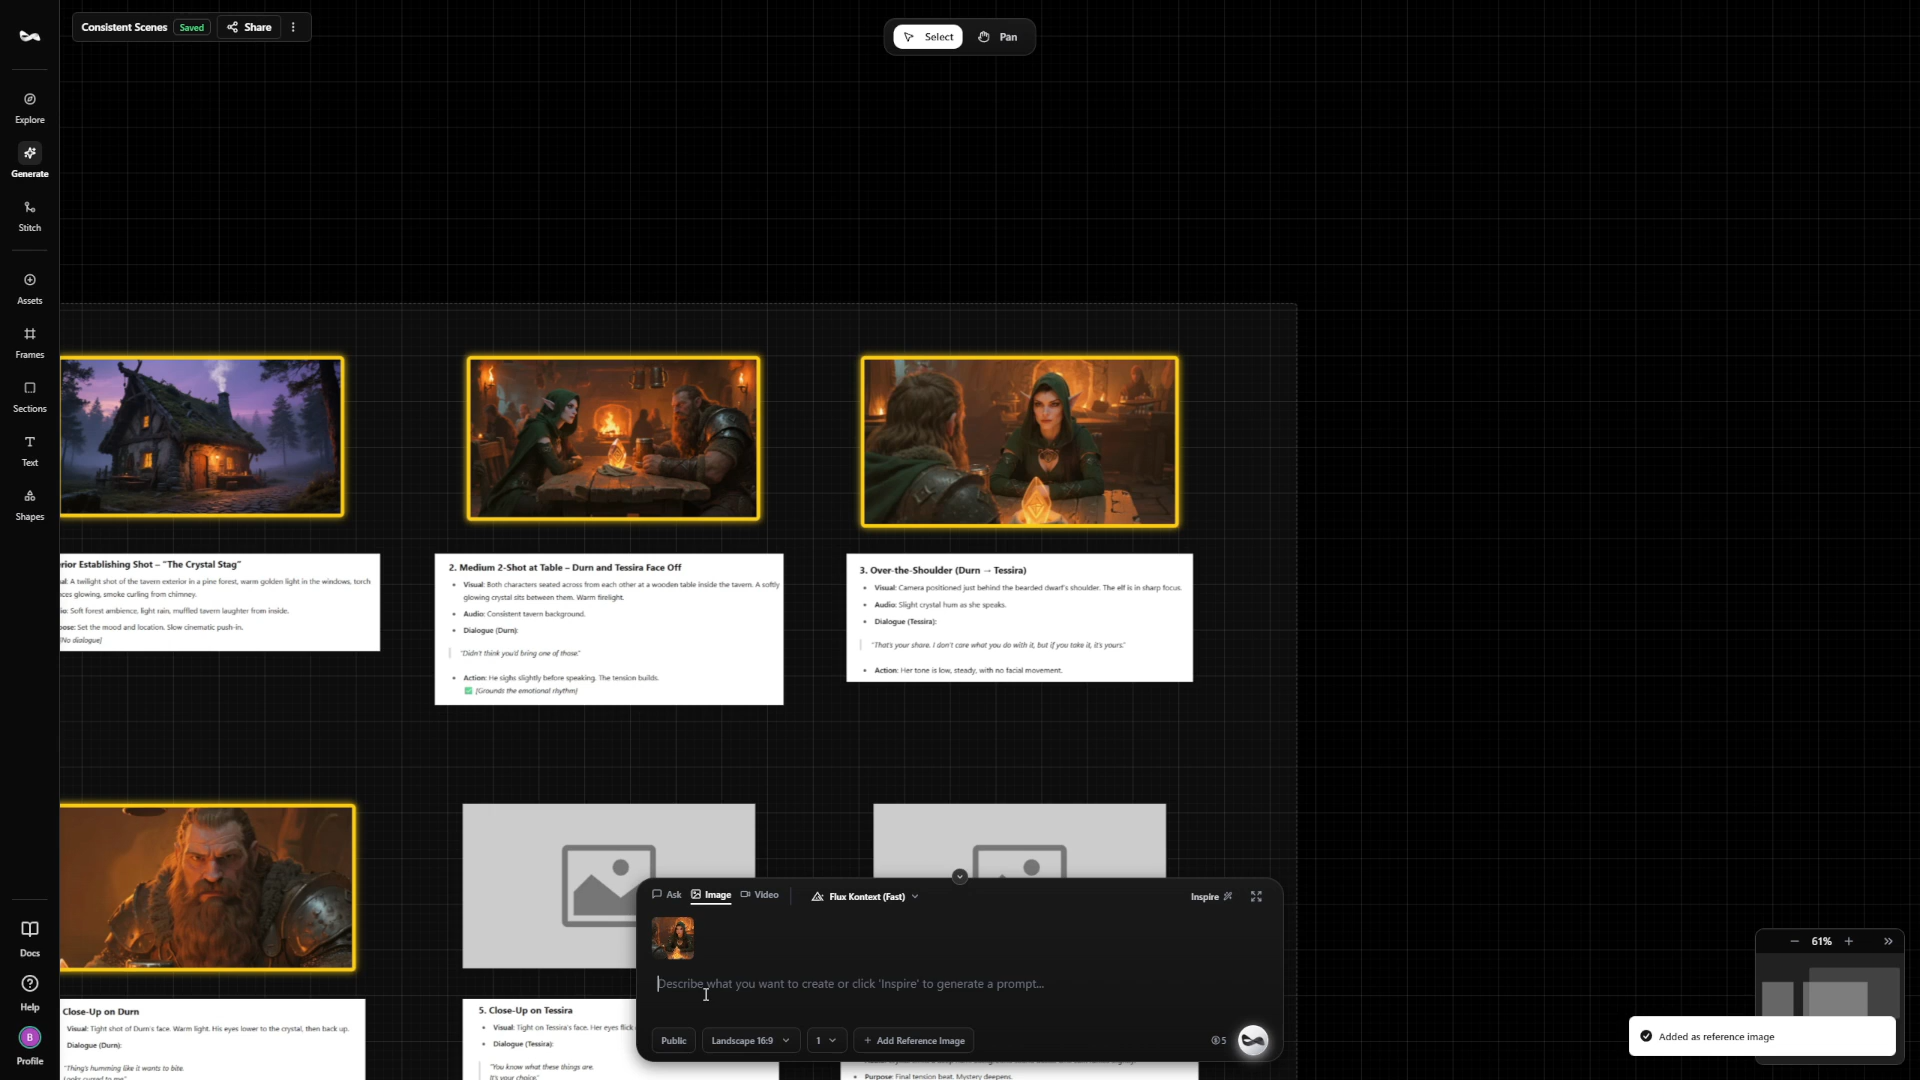 Consistent Scenes Saved Share
Select Pan
Explore
Generate
Stitch
Assets
Frames
Sections
Text
Shapes
Docs
Help
B
Profile
rior Establishing Shot – "The Crystal Stag"
al: A twilight shot of the tavern exterior in a pine forest, warm golden light in the windows, torch
ces glowing, smoke curling from chimney.
io: Soft forest ambience, light rain, muffled tavern laughter from inside.
ose: Set the mood and location. Slow cinematic push-in.
[No dialogue]
2. Medium 2-Shot at Table – Durn and Tessira Face Off
• Visual: Both characters seated across from each other at a wooden table inside the tavern. A softly
glowing crystal sits between them. Warm firelight.
• Audio: Consistent tavern background.
• Dialogue (Durn):
"Didn't think you'd bring one of those."
• Action: He sighs slightly before speaking. The tension builds.
✅ [Grounds the emotional rhythm]
3. Over-the-Shoulder (Durn → Tessira)
• Visual: Camera positioned just behind the bearded dwarf's shoulder. The elf is in sharp focus.
• Audio: Slight crystal hum as she speaks.
• Dialogue (Tessira):
"That's your share. I don't care what you do with it, but if you take it, it's yours."
• Action: Her tone is low, steady, with no facial movement.
Close-Up on Durn
Visual: Tight shot of Durn's face. Warm light. His eyes lower to the crystal, then back up.
Dialogue (Durn):
"Thing's humming like it wants to bite.
Looks cursed to me."
5. Close-Up on Tessira
• Visual: Tight on Tessira's face. Her eyes flick
• Dialogue (Tessira):
"You know what these things are.
It's your choice."
• Purpose: Final tension beat. Mystery deepens.
Ask Image Video Flux Kontext (Fast) Inspire
Describe what you want to create or click 'Inspire' to generate a prompt...
Public Landscape 16:9 1 + Add Reference Image 5
61%
Added as reference image